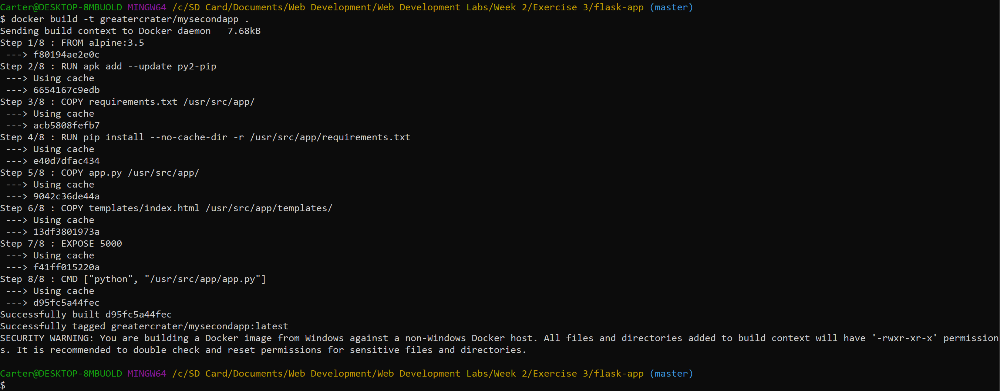 Carter@DESKTOP-8MBUOLD MINGW64 /c/SD Card/Documents/Web Development/Web Development Labs/Week 2/Exercise 3/flask-app (master)
$ docker build -t greatercrater/mysecondapp .
Sending build context to Docker daemon   7.68kB
Step 1/8 : FROM alpine:3.5
 ---> f80194ae2e0c
Step 2/8 : RUN apk add --update py2-pip
 ---> Using cache
 ---> 6654167c9edb
Step 3/8 : COPY requirements.txt /usr/src/app/
 ---> Using cache
 ---> acb5808fefb7
Step 4/8 : RUN pip install --no-cache-dir -r /usr/src/app/requirements.txt
 ---> Using cache
 ---> e40d7dfac434
Step 5/8 : COPY app.py /usr/src/app/
 ---> Using cache
 ---> 9042c36de44a
Step 6/8 : COPY templates/index.html /usr/src/app/templates/
 ---> Using cache
 ---> 13df3801973a
Step 7/8 : EXPOSE 5000
 ---> Using cache
 ---> f41ff015220a
Step 8/8 : CMD ["python", "/usr/src/app/app.py"]
 ---> Using cache
 ---> d95fc5a44fec
Successfully built d95fc5a44fec
Successfully tagged greatercrater/mysecondapp:latest
SECURITY WARNING: You are building a Docker image from Windows against a non-Windows Docker host. All files and directories added to build context will have '-rwxr-xr-x' permission
s. It is recommended to double check and reset permissions for sensitive files and directories.
Carter@DESKTOP-8MBUOLD MINGW64 /c/SD Card/Documents/Web Development/Web Development Labs/Week 2/Exercise 3/flask-app (master)
$